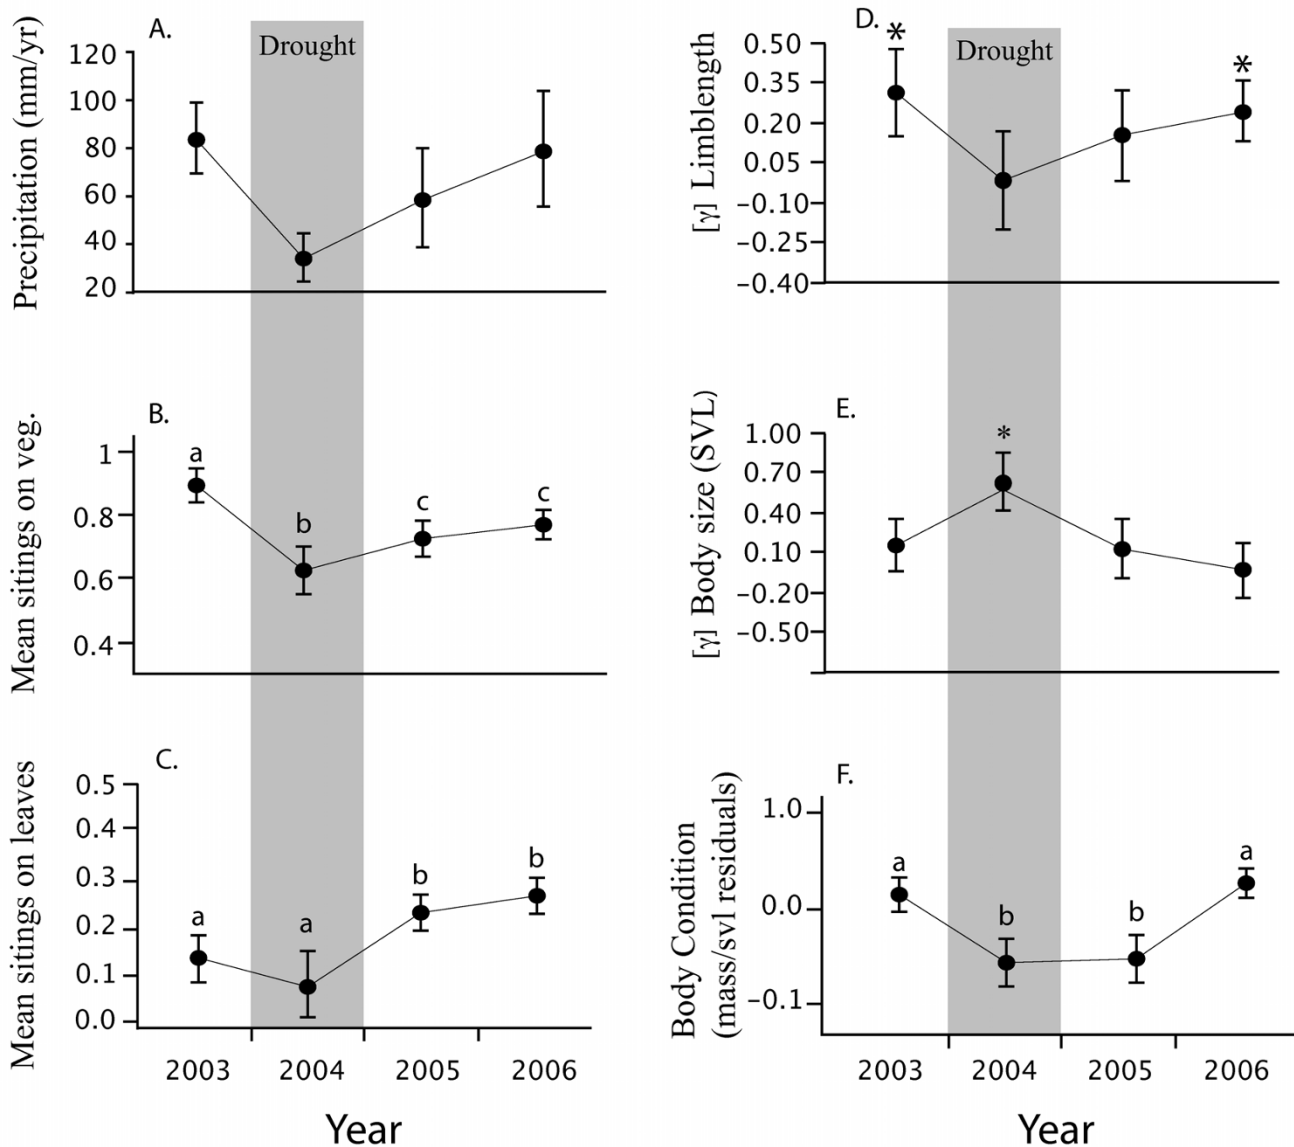 A.
Precipitation (mm/yr)
120
100
80
60
40
20
Drought
B.
Mean sitings on veg.
1
0.8
0.6
0.4
a
b
c
c
C.
Mean sitings on leaves
0.5
0.4
0.3
0.2
0.1
0.0
a
a
b
b
2003 2004 2005 2006
Year
D.
[γ] Limblength
0.50
0.35
0.20
0.05
−0.10
−0.25
−0.40
*
Drought
*
E.
[γ] Body size (SVL)
1.00
0.70
0.40
0.10
−0.20
−0.50
*
F.
Body Condition
(mass/svl residuals)
1.0
0.0
−0.1
a
b
b
a
2003 2004 2005 2006
Year